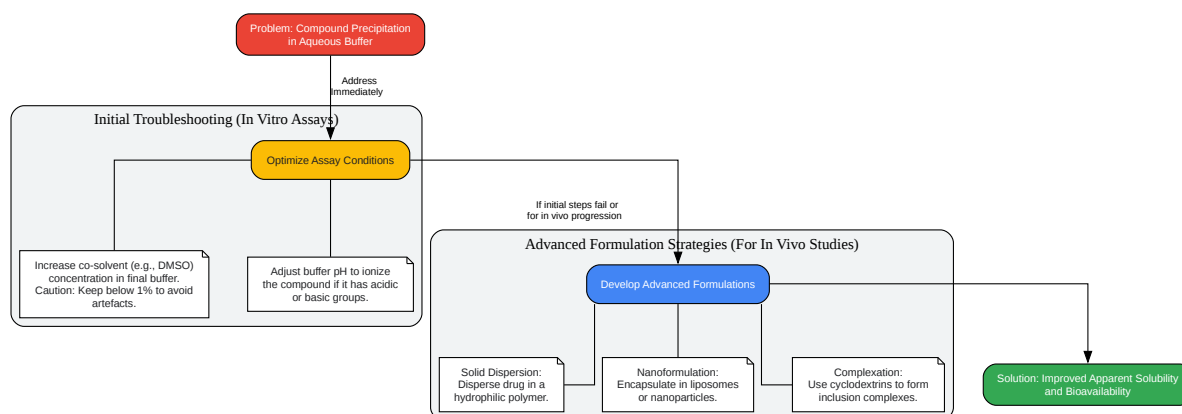 Problem: Compound Precipitation
in Aqueous Buffer
Address
Immediately
Initial Troubleshooting (In Vitro Assays)
Optimize Assay Conditions
Increase co-solvent (e.g., DMSO)
concentration in final buffer.
Caution: Keep below 1% to avoid
artefacts.
Adjust buffer pH to ionize
the compound if it has acidic
or basic groups.
If initial steps fail or
for in vivo progression
Advanced Formulation Strategies (For In Vivo Studies)
Develop Advanced Formulations
Solid Dispersion:
Disperse drug in a
hydrophilic polymer.
Nanoformulation:
Encapsulate in liposomes
or nanoparticles.
Complexation:
Use cyclodextrins to form
inclusion complexes.
Solution: Improved Apparent Solubility
and Bioavailability